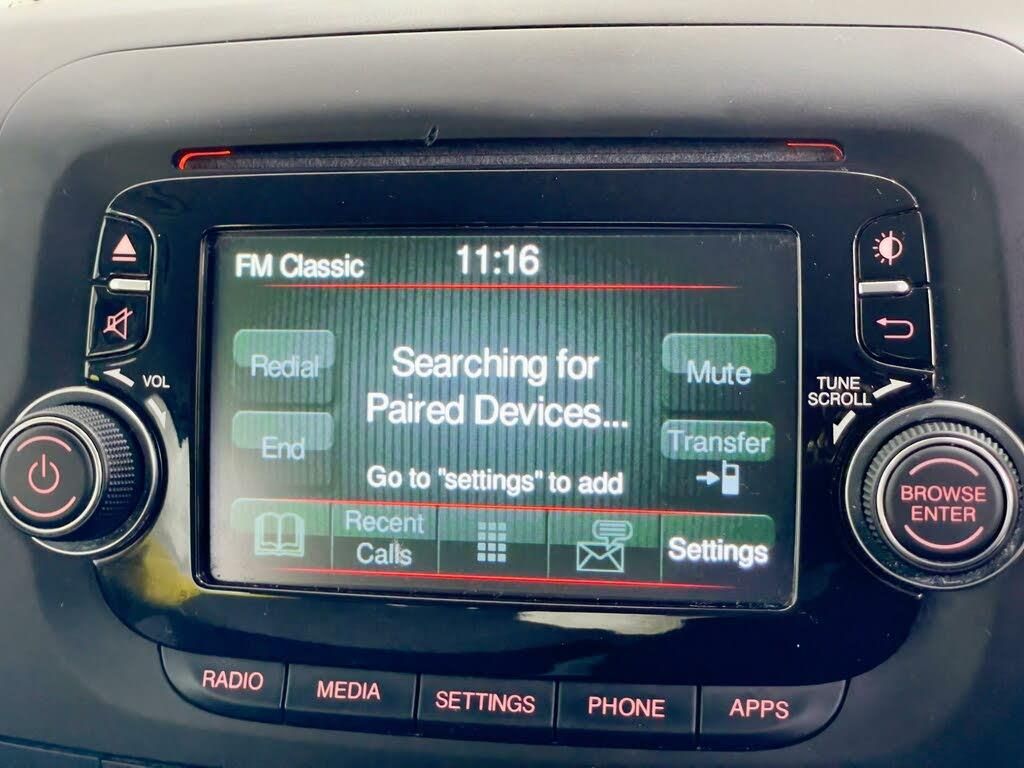 FM Classic
11:16
Redial
Searching for
Paired Devices...
Mute
VOL
TUNE
SCROLL
End
Transfer
Go to "settings" to add
BROWSE
ENTER
Recent
Calls
Settings
RADIO
MEDIA
SETTINGS
PHONE
APPS